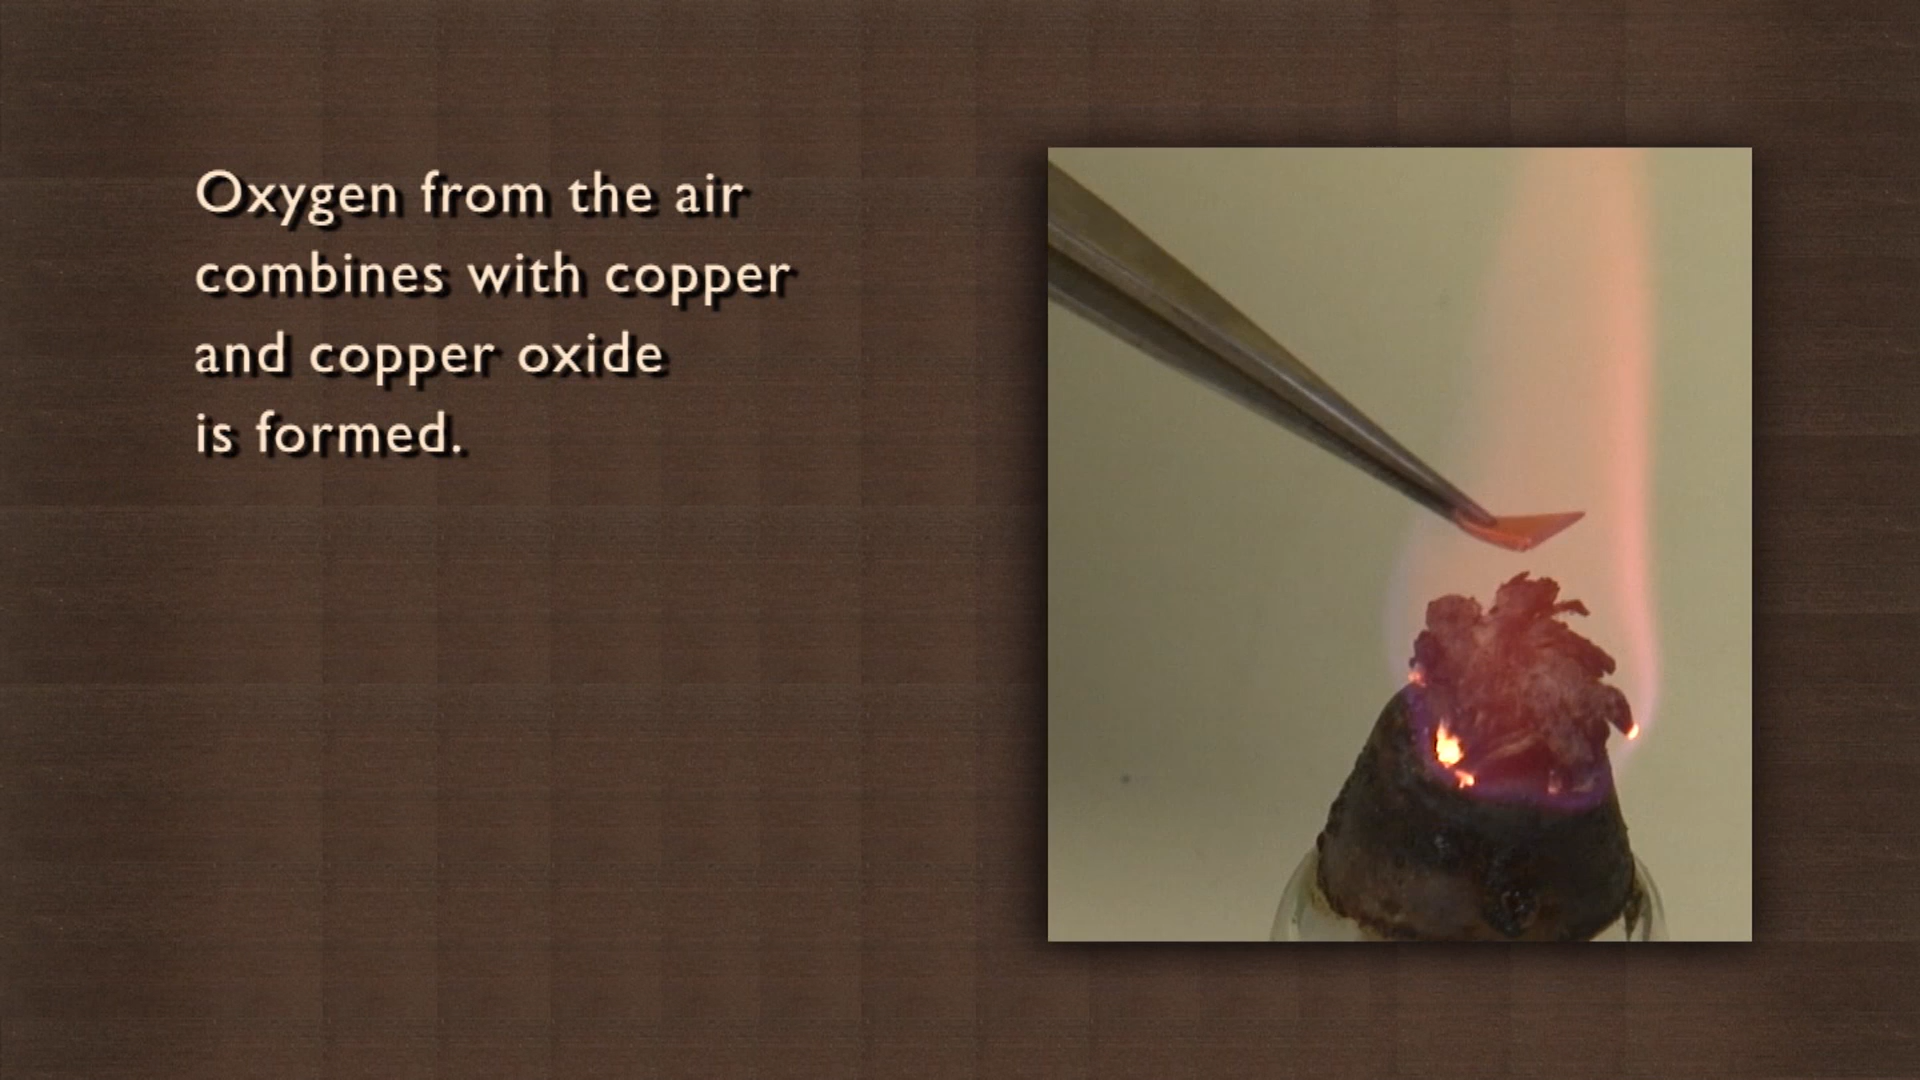 Oxygen from the air
combines with copper
and copper oxide
is formed.